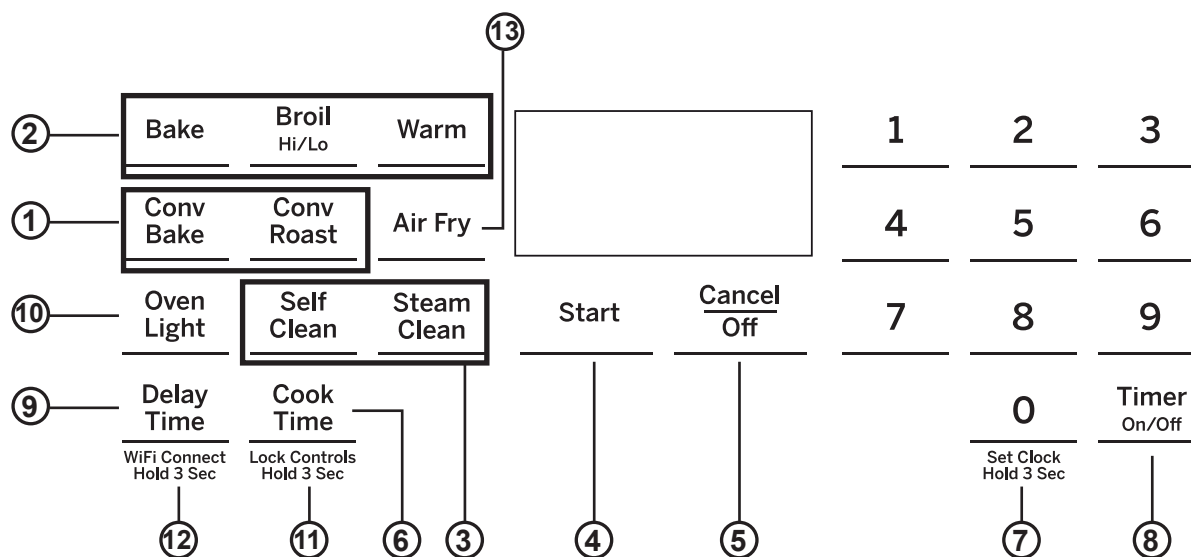 13
2
Bake
Broil
Hi/Lo
Warm
1
2
3
1
Conv
Bake
Conv
Roast
Air Fry
4
5
6
10
Oven
Light
Self
Clean
Steam
Clean
Start
Cancel
Off
7
8
9
9
Delay
Time
Cook
Time
0
Timer
On/Off
WiFi Connect
Hold 3 Sec
Lock Controls
Hold 3 Sec
Set Clock
Hold 3 Sec
12
11
6
3
4
5
7
8